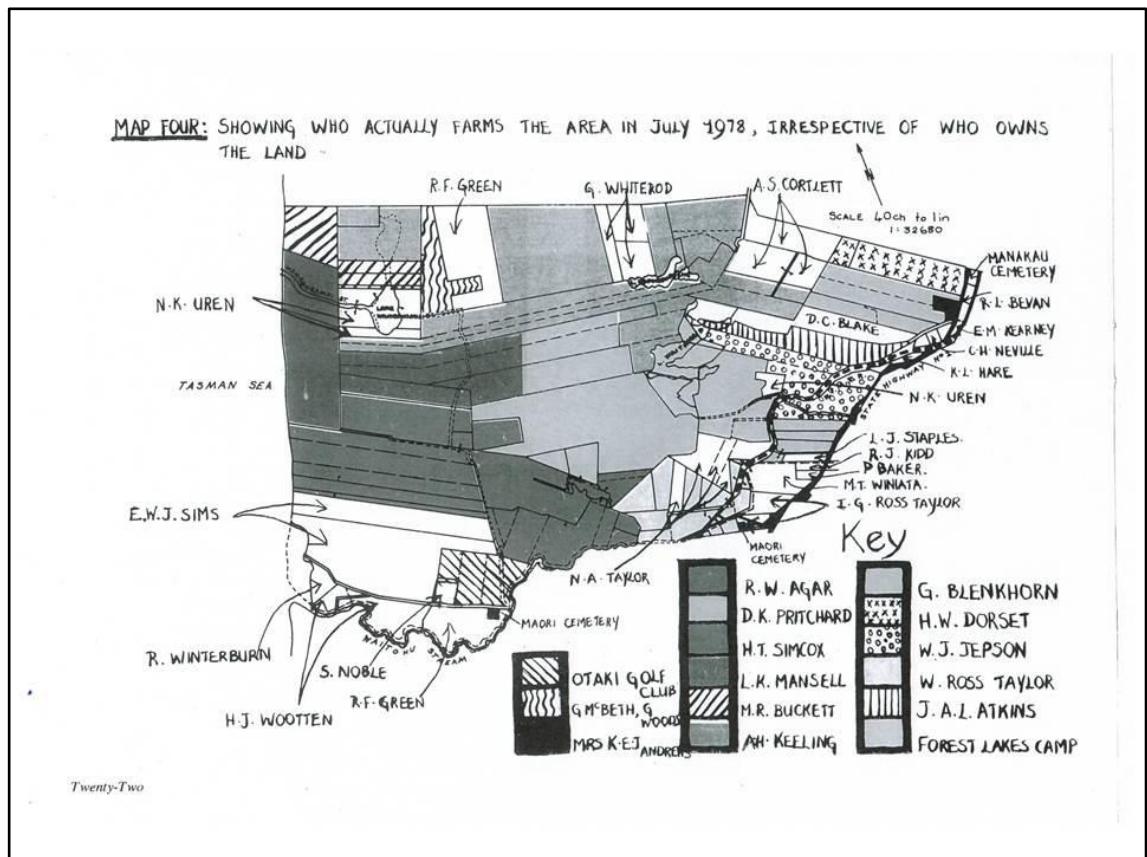 MAP FOUR: SHOWING WHO ACTUALLY FARMS THE AREA IN JULY 1978, IRRESPECTIVE OF WHO OWNS
THE LAND
R.F. GREEN
G. WHITEROD
A.S. CORTLETT
N
SCALE 40ch to 1in
1:32680
MANAKAU
CEMETERY
R.L. BEVAN
E.M. KEARNEY
C.H. NEVILLE
K.L. HARE
N.K. UREN
STATE HIGHWAY
D.C. BLAKE
N.K. UREN
LAKE
TASMAN SEA
L.J. STAPLES.
R.J. KIDD
P BAKER.
M.T. WINIATA.
I.G. ROSS TAYLOR
MAORI
CEMETERY
E.W.J. SIMS
N.A. TAYLOR
MAORI CEMETERY
R. WINTERBURN
S. NOBLE
R.F. GREEN
H.J. WOOTTEN
WAITOHU STREAM
Key
OTAKI GOLF
CLUB
G McBETH, G
WOODS
MRS K.E.J
ANDREWS
R.W. AGAR
D.K. PRITCHARD
H.T. SIMCOX
L.K. MANSELL
M.R. BUCKETT
A.H. KEELING
G. BLENKHORN
H.W. DORSET
W.J. JEPSON
W. ROSS TAYLOR
J.A.L. ATKINS
FOREST LAKES CAMP
Twenty-Two